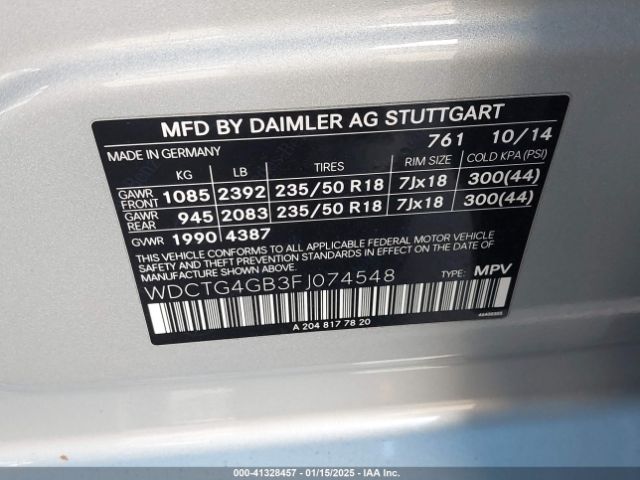 MFD BY DAIMLER AG STUTTGART
MADE IN GERMANY 761 10/14
KG LB TIRES RIM SIZE COLD KPA (PSI)
GAWR FRONT 1085 2392 235/50 R18 7Jx18 300(44)
GAWR REAR 945 2083 235/50 R18 7Jx18 300(44)
GVWR 1990 4387
THIS VEHICLE CONFORMS TO ALL APPLICABLE FEDERAL MOTOR VEHICLE
SAFETY AND THEFT PREVENTION STANDARDS IN EFFECT ON THE DATE
OF MANUFACTURE SHOWN ABOVE.
WDCTG4GB3FJ074548 TYPE: MPV
A 204 817 78 20
000-41328457 - 01/15/2025 - IAA Inc.